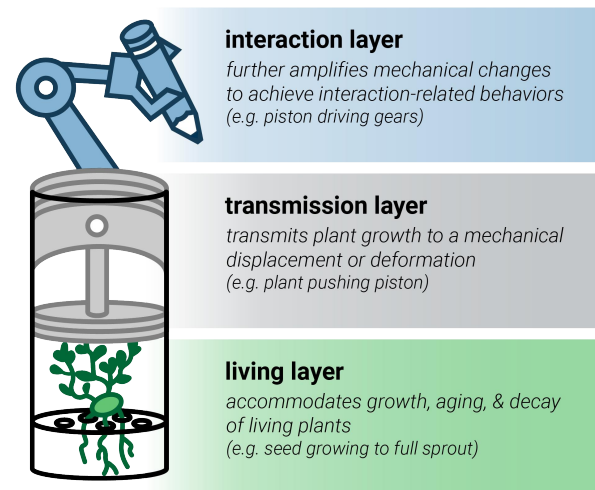 interaction layer
further amplifies mechanical changes
to achieve interaction-related behaviors
(e.g. piston driving gears)
transmission layer
transmits plant growth to a mechanical
displacement or deformation
(e.g. plant pushing piston)
living layer
accommodates growth, aging, & decay
of living plants
(e.g. seed growing to full sprout)